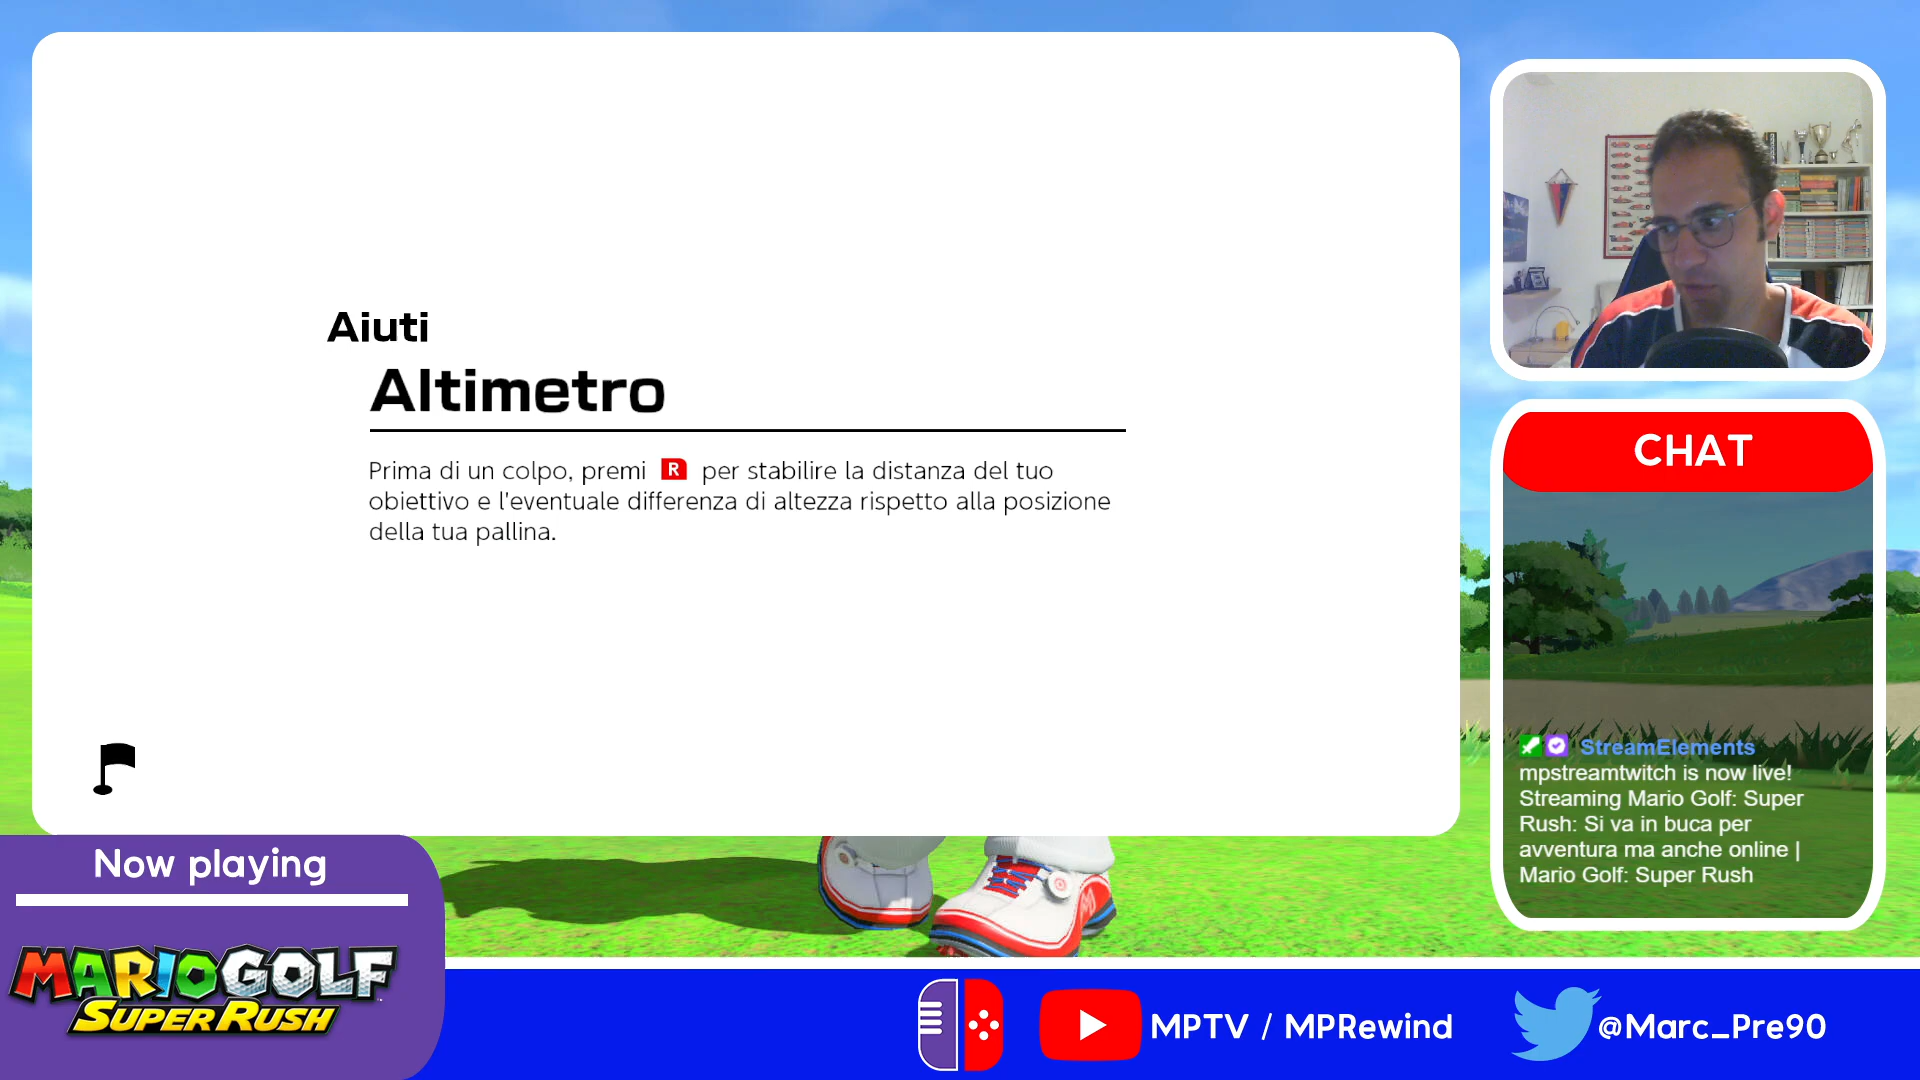 Aiuti
Altimetro
Prima di un colpo, premi R per stabilire la distanza del tuo
obiettivo e l'eventuale differenza di altezza rispetto alla posizione
della tua pallina.
CHAT
StreamElements
mpstreamtwitch is now live!
Streaming Mario Golf: Super
Rush: Si va in buca per
avventura ma anche online |
Mario Golf: Super Rush
Now playing
MARIO GOLF
SUPER RUSH
MPTV / MPRewind
@Marc_Pre90